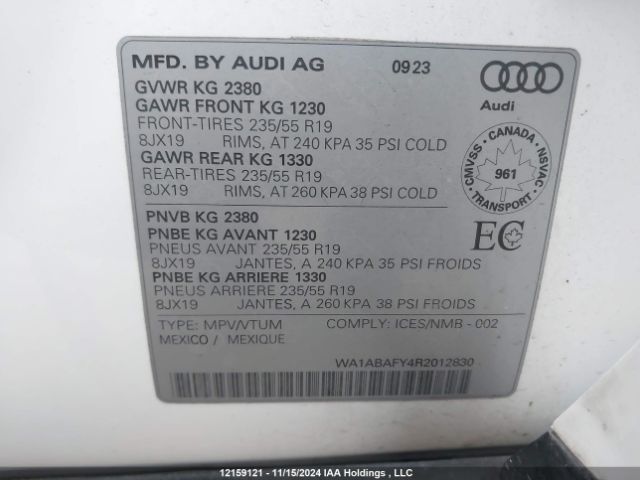 MFD. BY AUDI AG 0923
GVWR KG 2380
GAWR FRONT KG 1230
FRONT-TIRES 235/55 R19
8JX19 RIMS, AT 240 KPA 35 PSI COLD
GAWR REAR KG 1330
REAR-TIRES 235/55 R19
8JX19 RIMS, AT 260 KPA 38 PSI COLD
Audi
CMVSS - CANADA - NSVAC
961
TRANSPORT
PNVB KG 2380
PNBE KG AVANT 1230
PNEUS AVANT 235/55 R19
8JX19 JANTES, A 240 KPA 35 PSI FROIDS
PNBE KG ARRIERE 1330
PNEUS ARRIERE 235/55 R19
8JX19 JANTES, A 260 KPA 38 PSI FROIDS
EC
TYPE: MPV/VTUM COMPLY: ICES/NMB - 002
MEXICO / MEXIQUE
WA1ABAFY4R2012830
12159121 - 11/15/2024 IAA Holdings , LLC